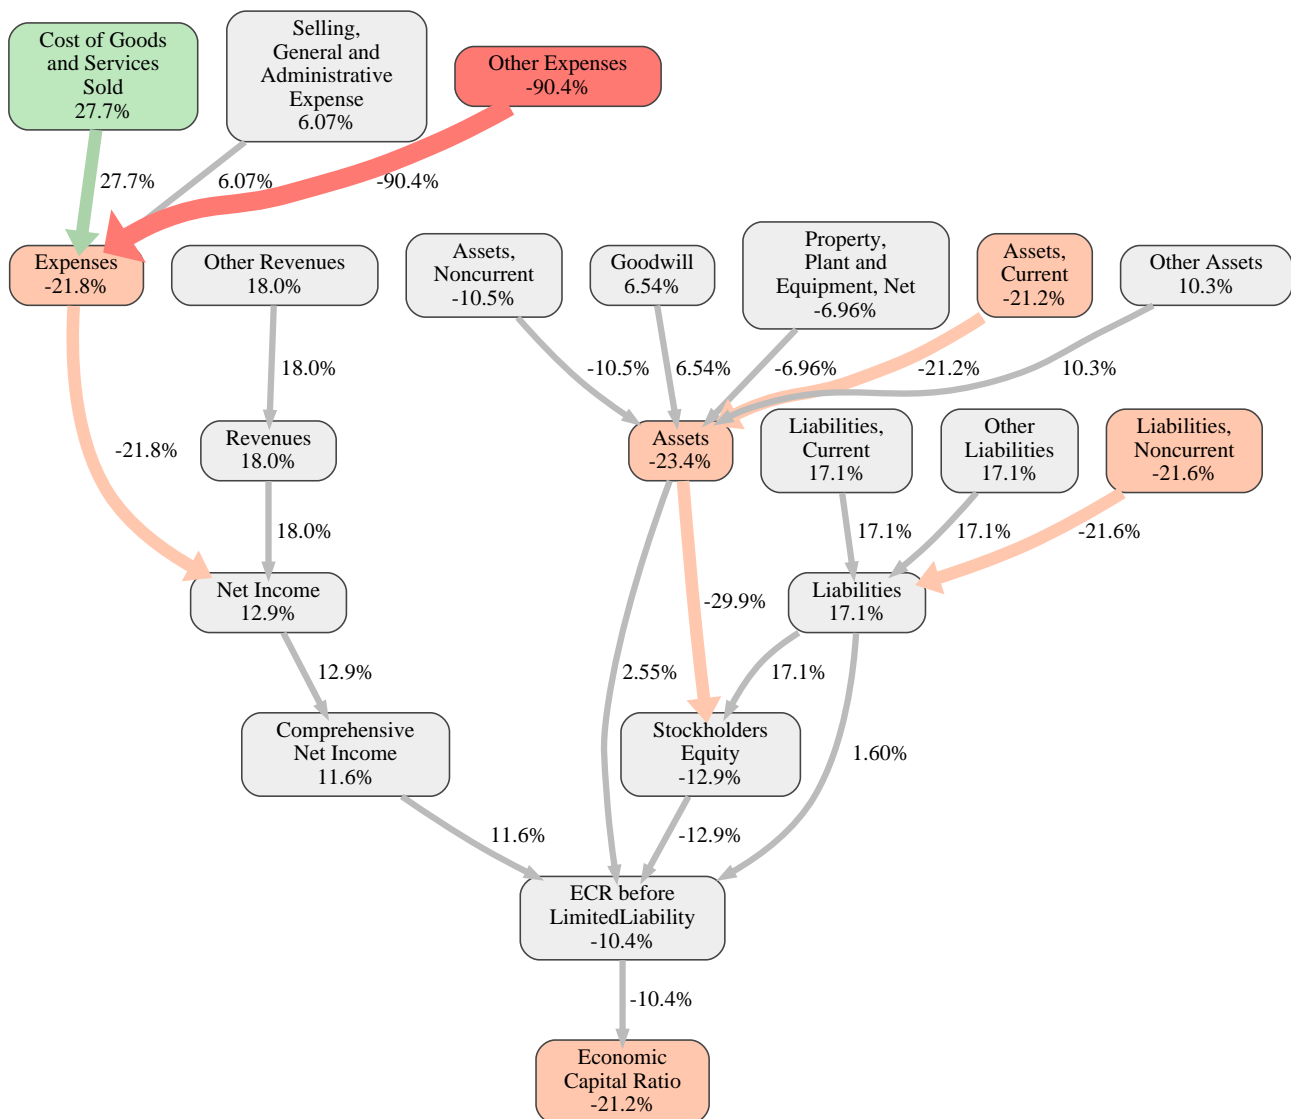 Cost of Goods
and Services
Sold
27.7%
Selling,
General and
Administrative
Expense
6.07%
Other Expenses
-90.4%
27.7%
6.07%
-90.4%
Expenses
-21.8%
Other Revenues
18.0%
Assets,
Noncurrent
-10.5%
Goodwill
6.54%
Property,
Plant and
Equipment, Net
-6.96%
Assets,
Current
-21.2%
Other Assets
10.3%
18.0%
-10.5%
6.54%
-6.96%
-21.2%
10.3%
-21.8%
Revenues
18.0%
Assets
-23.4%
Liabilities,
Current
17.1%
Other
Liabilities
17.1%
Liabilities,
Noncurrent
-21.6%
18.0%
17.1%
17.1%
-21.6%
Net Income
12.9%
-29.9%
Liabilities
17.1%
12.9%
2.55%
17.1%
Comprehensive
Net Income
11.6%
Stockholders
Equity
-12.9%
1.60%
11.6%
-12.9%
ECR before
LimitedLiability
-10.4%
-10.4%
Economic
Capital Ratio
-21.2%